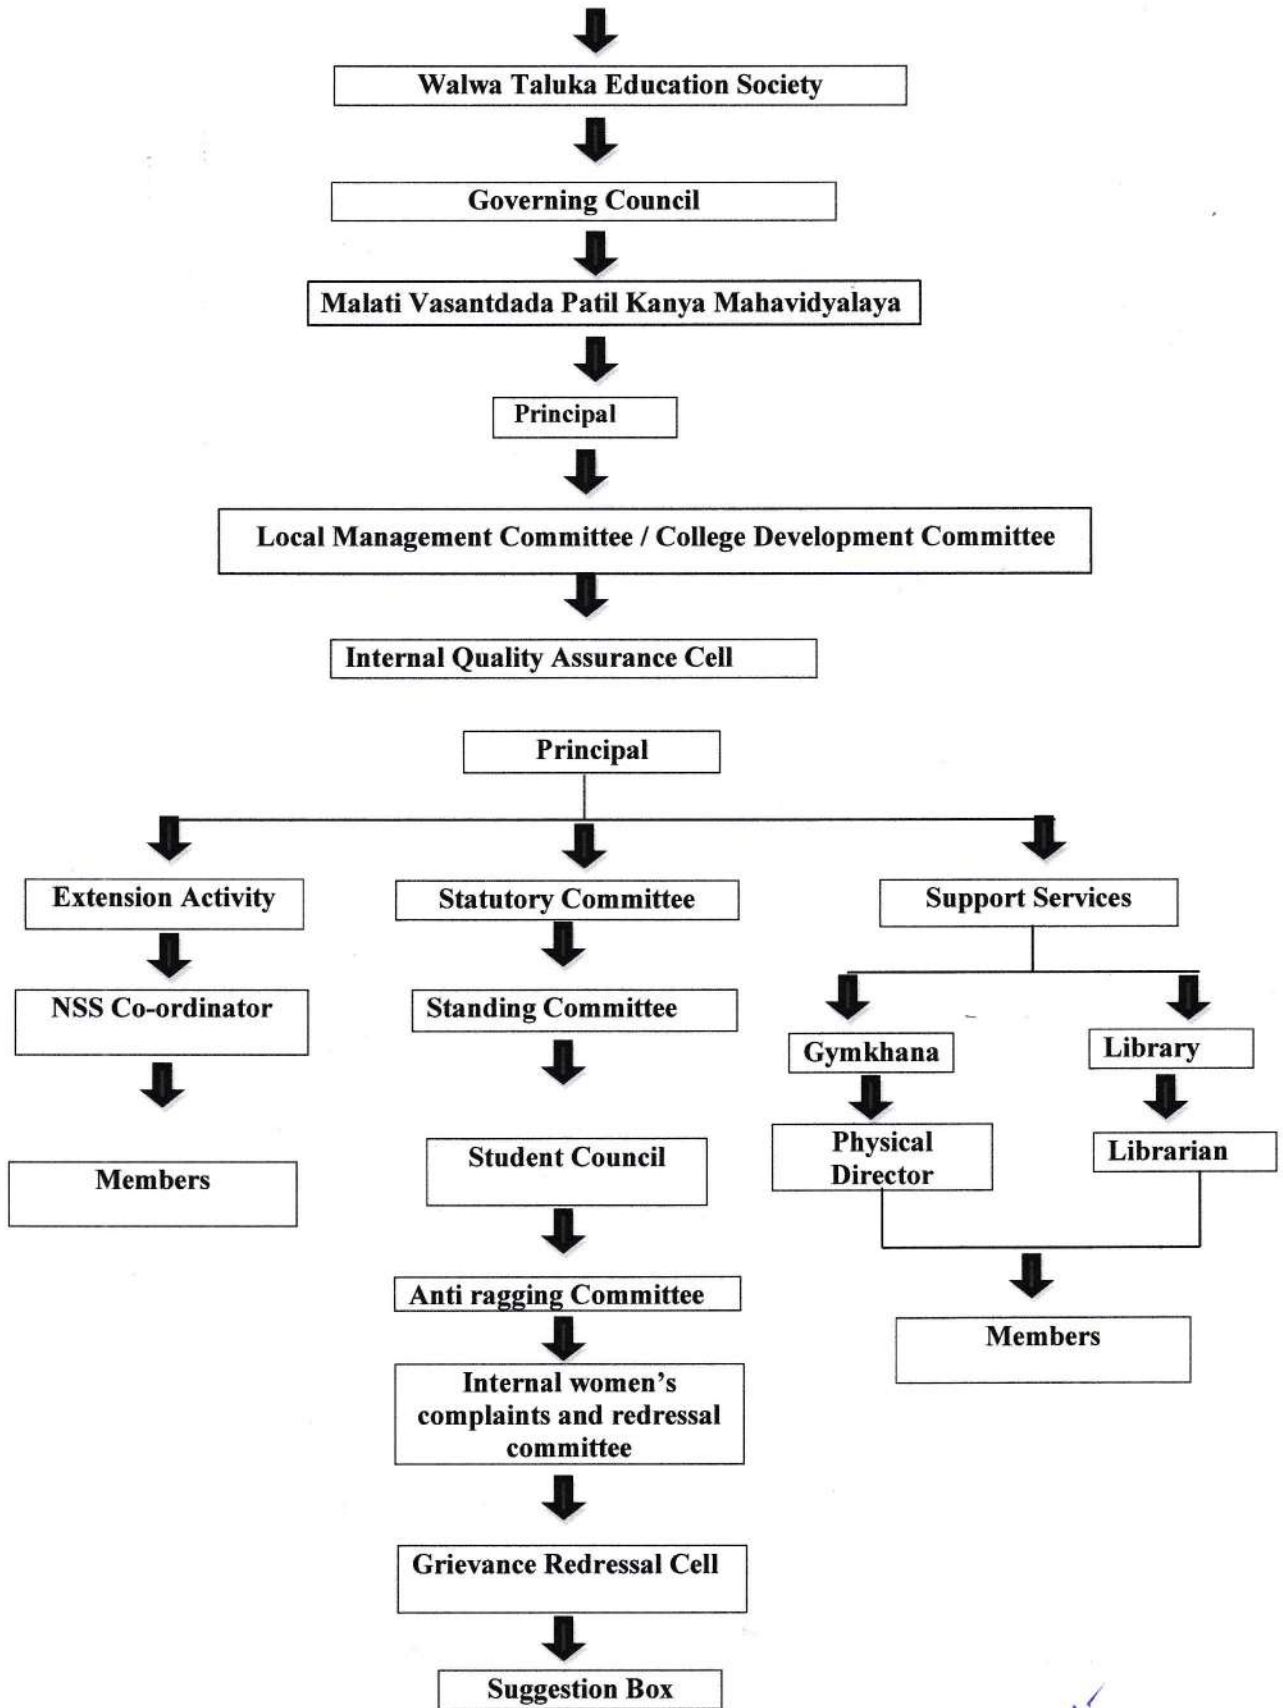 Walwa Taluka Education Society
Governing Council
Malati Vasantdada Patil Kanya Mahavidyalaya
Principal
Local Management Committee / College Development Committee
Internal Quality Assurance Cell
Principal
Extension Activity
Statutory Committee
Support Services
NSS Co-ordinator
Standing Committee
Gymkhana
Library
Members
Student Council
Physical
Director
Librarian
Anti ragging Committee
Members
Internal women’s
complaints and redressal
committee
Grievance Redressal Cell
Suggestion Box